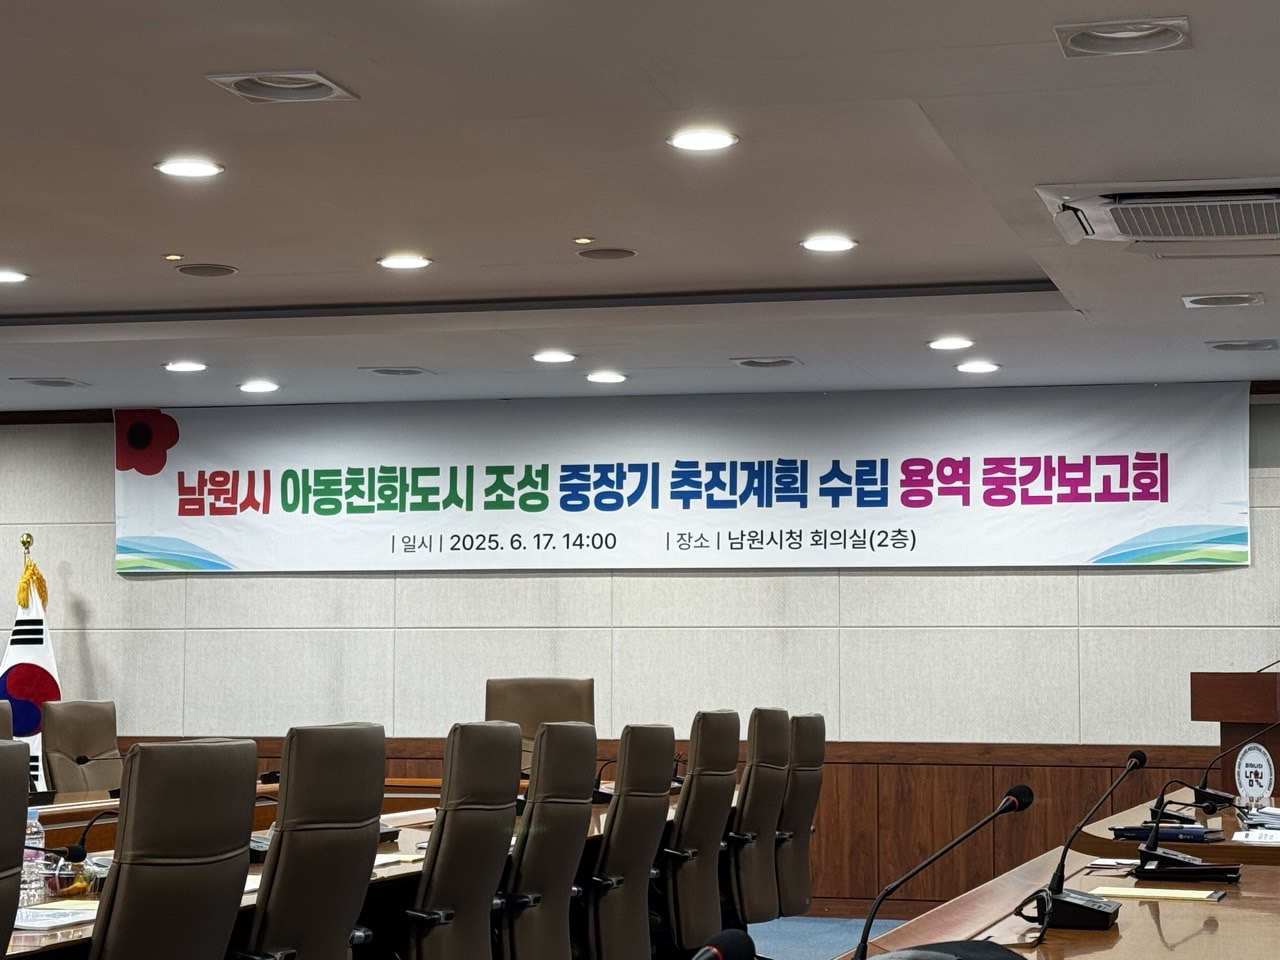 남원시 아동친화도시 조성 중장기 추진계획 수립 용역 중간보고회
| 일시 | 2025. 6. 17. 14:00 | 장소 | 남원시청 회의실(2층)
남원